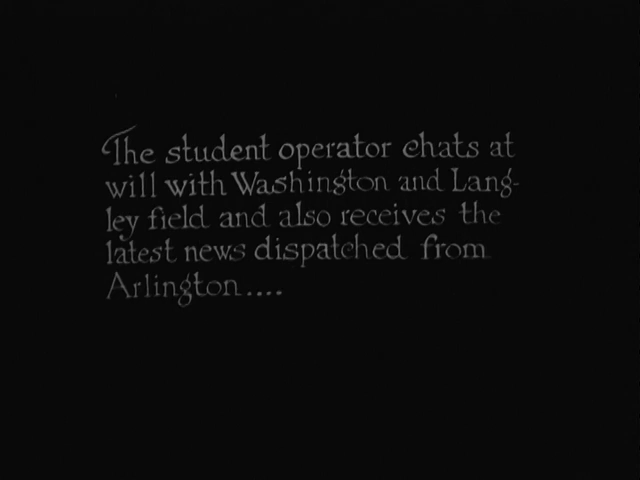 The student operator chats at
will with Washington and Lang-
ley field and also receives the
latest news dispatched from
Arlington....